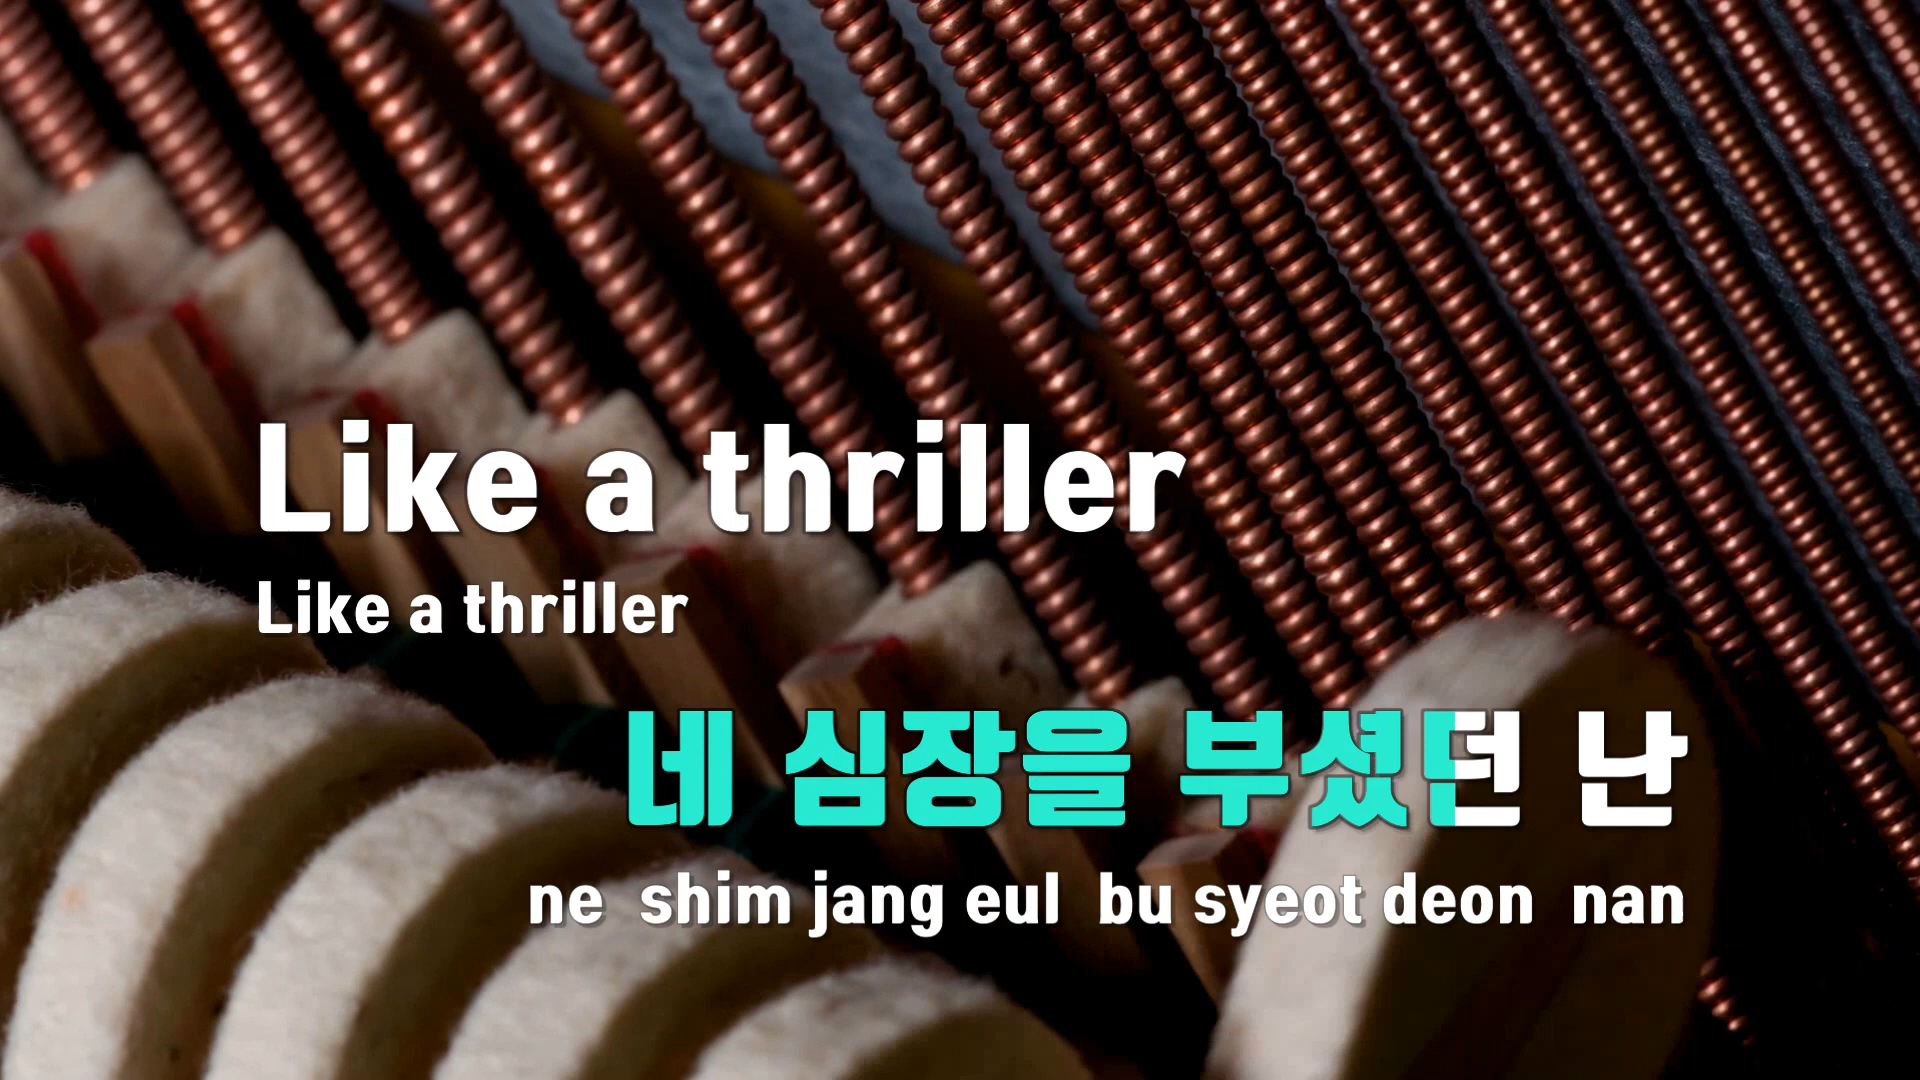 Like a thriller
Like a thriller
네 심장을 부셨던 난
ne shim jang eul bu syeot deon nan